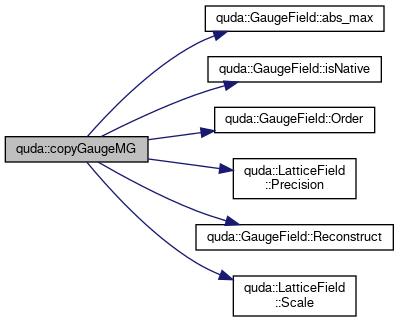 quda::GaugeField::abs_max
quda::GaugeField::isNative
quda::copyGaugeMG
quda::GaugeField::Order
quda::LatticeField
::Precision
quda::GaugeField::Reconstruct
quda::LatticeField
::Scale